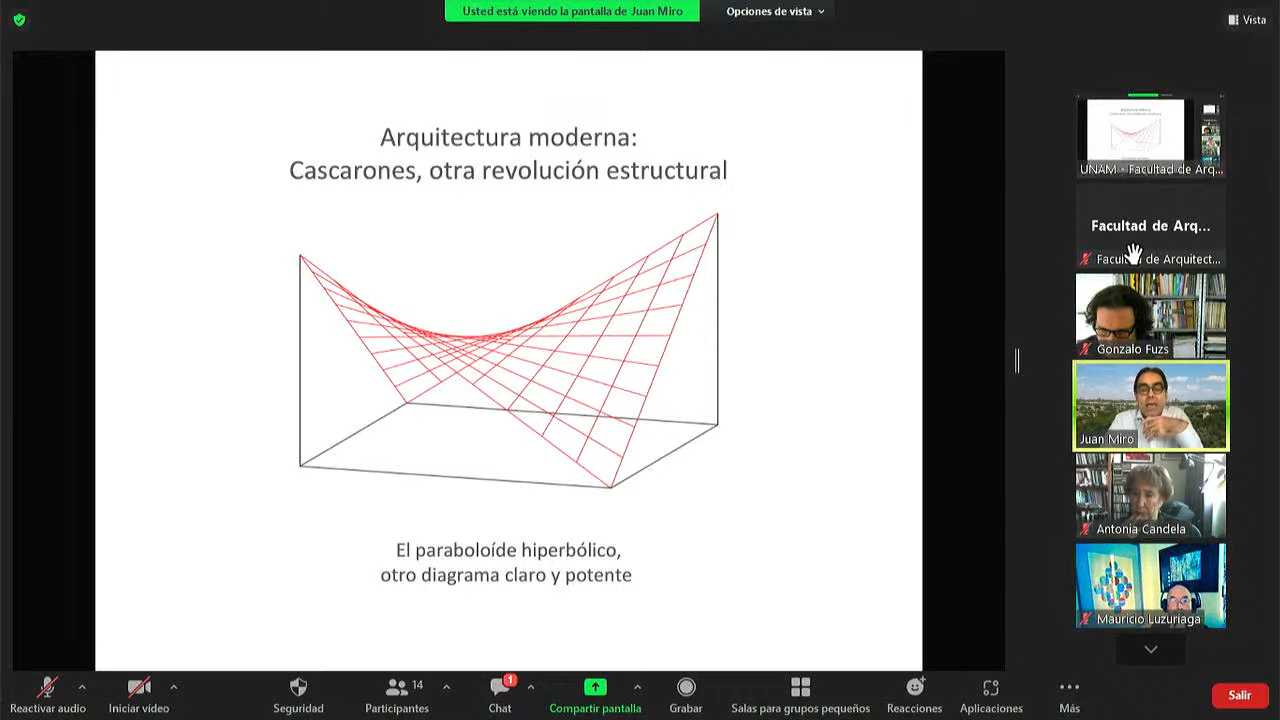 Usted está viendo la pantalla de Juan Miro
Opciones de vista
Vista
Arquitectura moderna:
Cascarones, otra revolución estructural
El paraboloíde hiperbólico,
otro diagrama claro y potente
UNAM - Facultad de Arq...
Facultad de Arq...
de Arquitect...
Gonzalo Fuzs
Juan Miro
Antonia Candela
Mauricio Luzuriaga
Reactivar audio
Iniciar vídeo
Seguridad
14
Participantes
1
Chat
Compartir pantalla
Grabar
Salas para grupos pequeños
Reacciones
Aplicaciones
Más
Salir